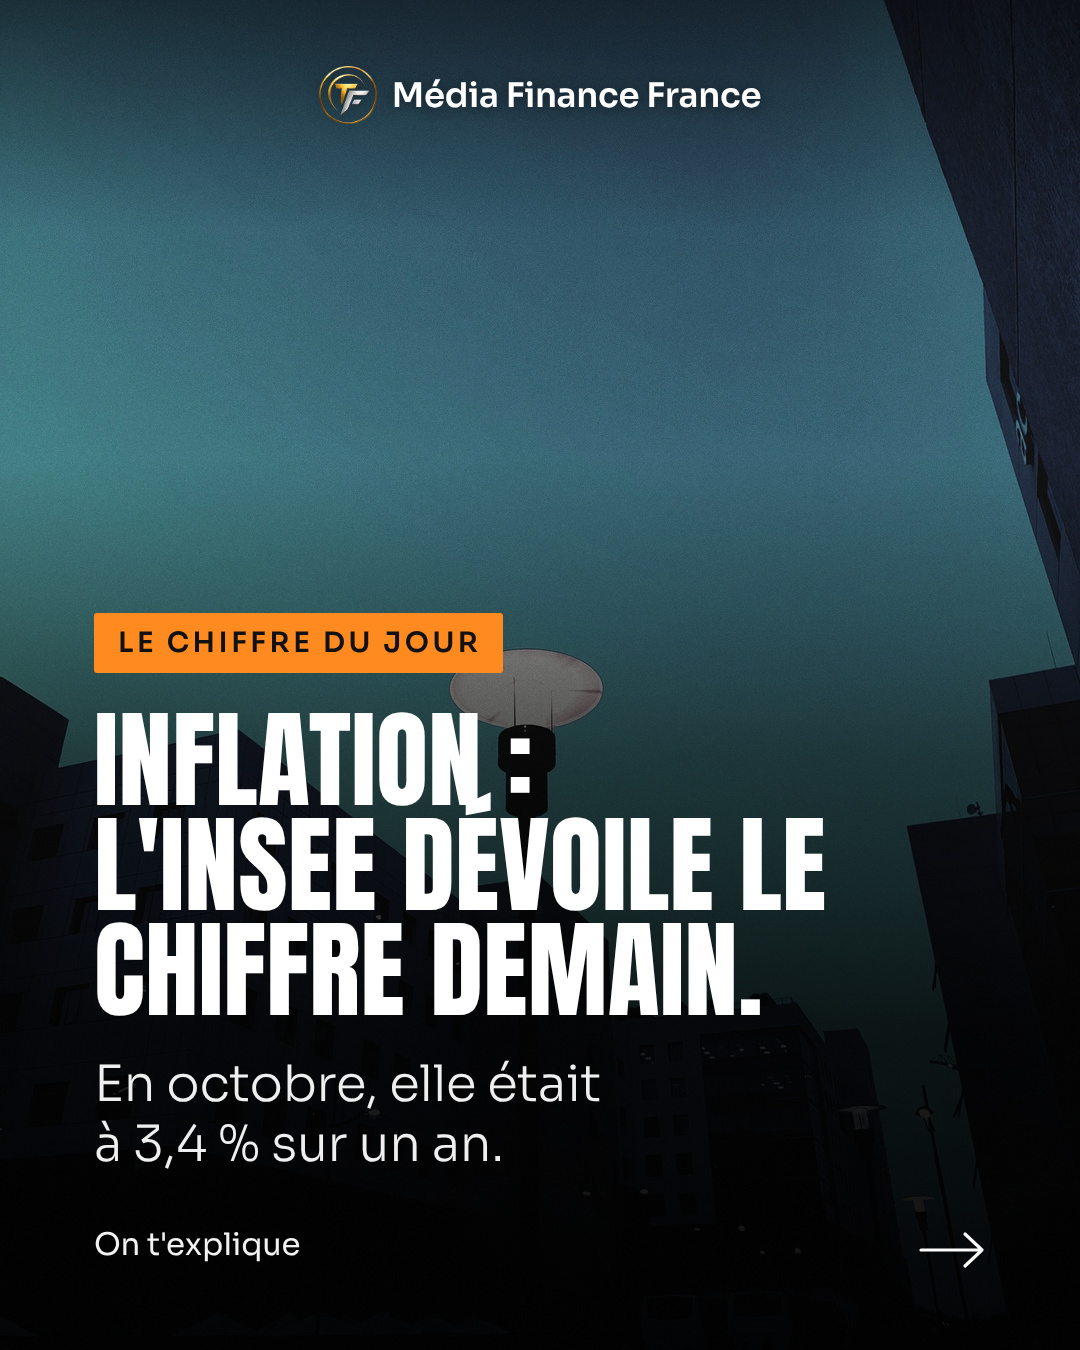 Média Finance France
LE CHIFFRE DU JOUR
INFLATION :
L'INSEE DÉVOILE LE
CHIFFRE DEMAIN.
En octobre, elle était
à 3,4 % sur un an.
On t'explique